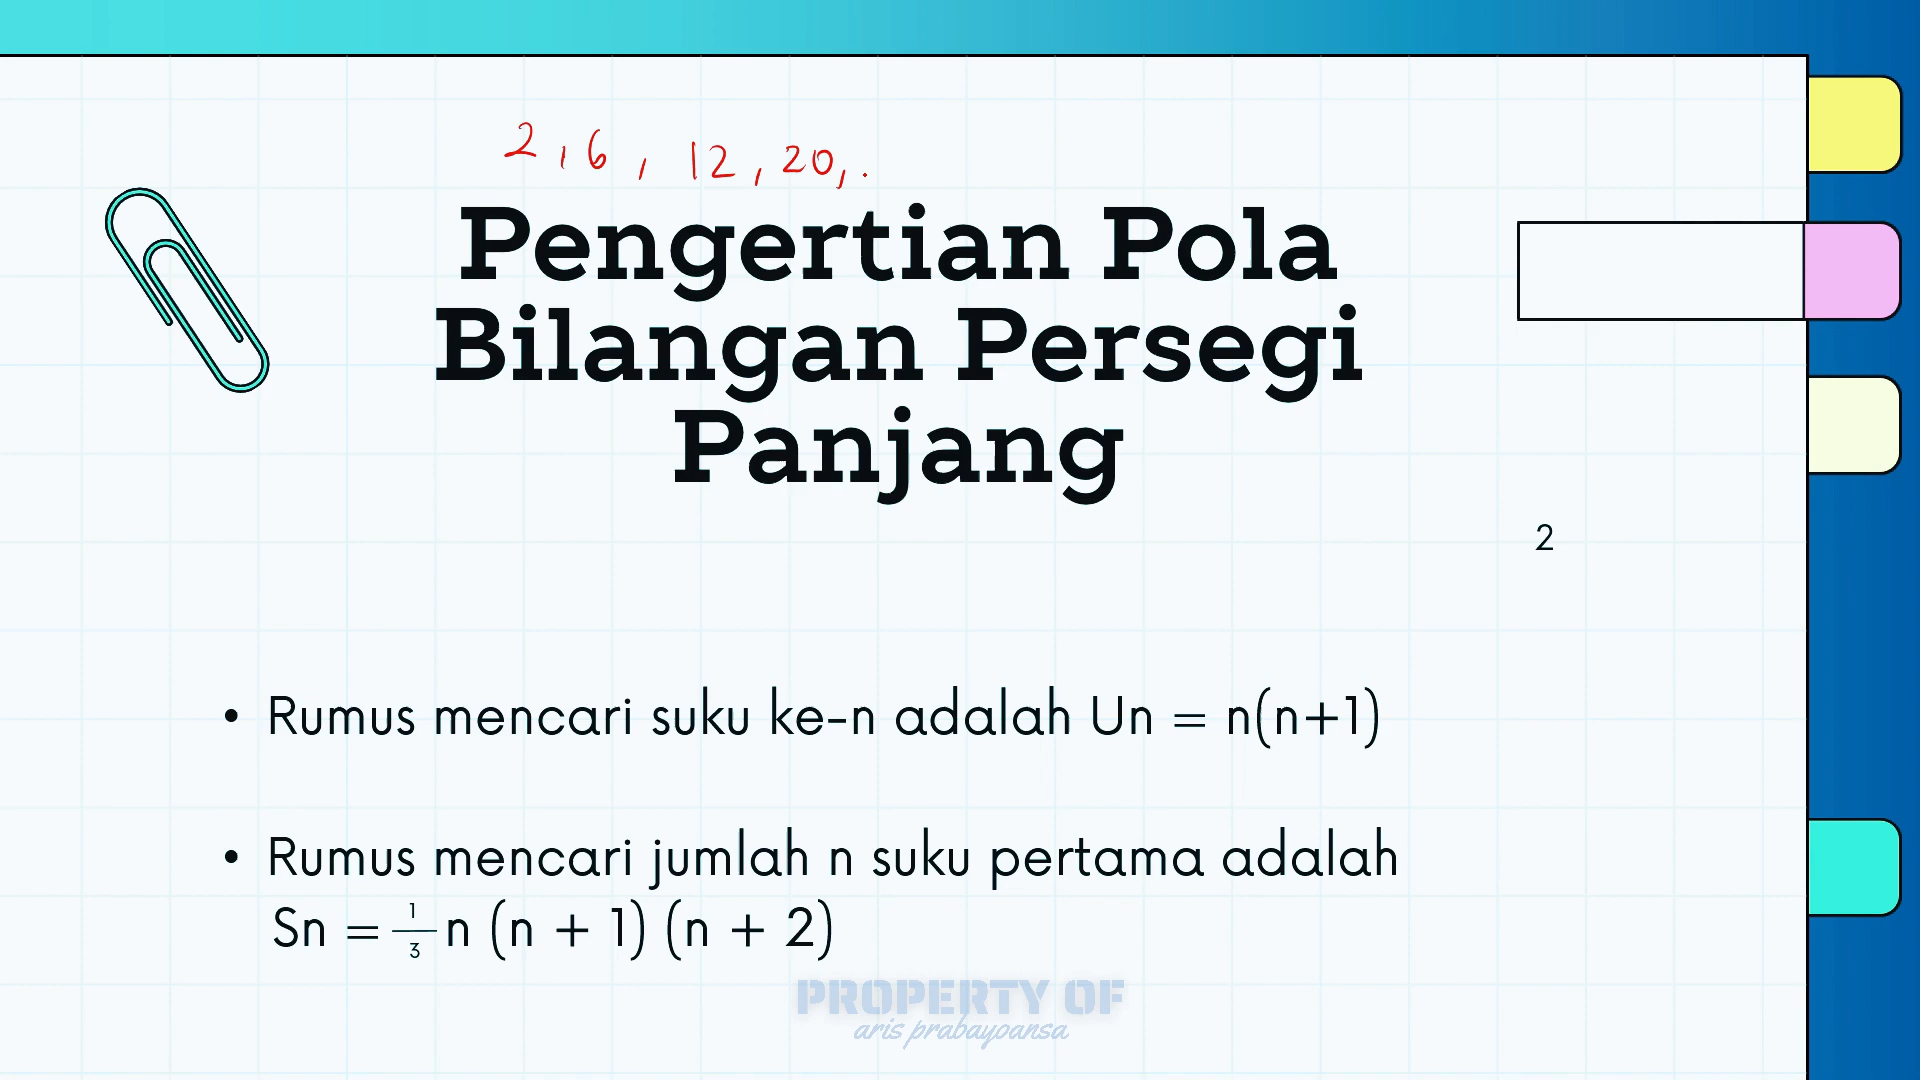 2, 6, 12, 20, .
Pengertian Pola
Bilangan Persegi
Panjang
2
• Rumus mencari suku ke-n adalah Un = n(n+1)
• Rumus mencari jumlah n suku pertama adalah
Sn = 1/3 n (n + 1) (n + 2)
PROPERTY OF
aris prabayoansa